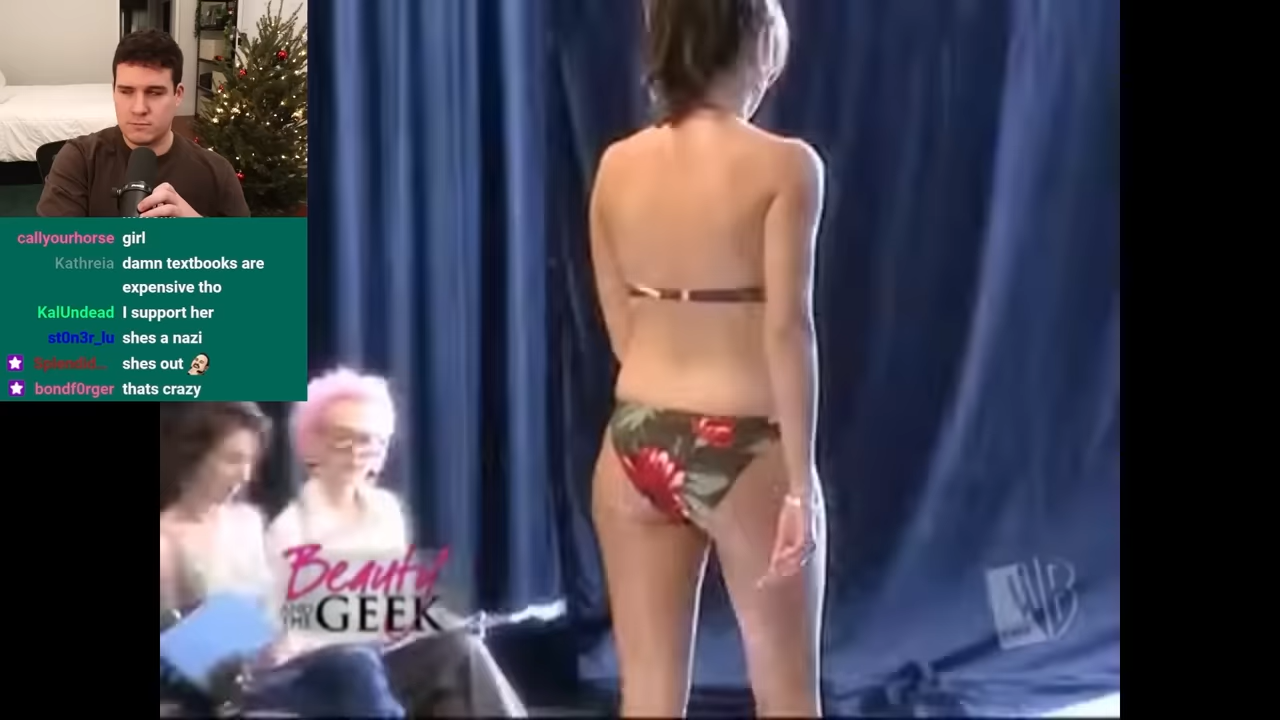 callyourhorse girl
Kathreia damn textbooks are
expensive tho
KalUndead I support her
st0n3r_lu shes a nazi
Splendid... shes out
bondf0rger thats crazy
Beauty
AND THE GEEK
WB